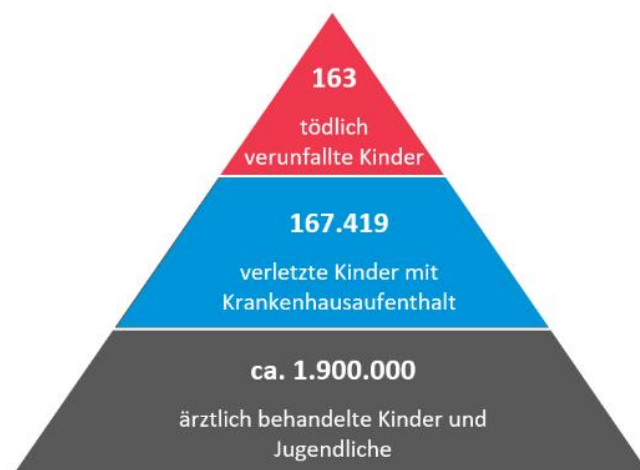 163
tödlich
verunfallte Kinder
167.419
verletzte Kinder mit
Krankenhausaufenthalt
ca. 1.900.000
ärztlich behandelte Kinder und
Jugendliche